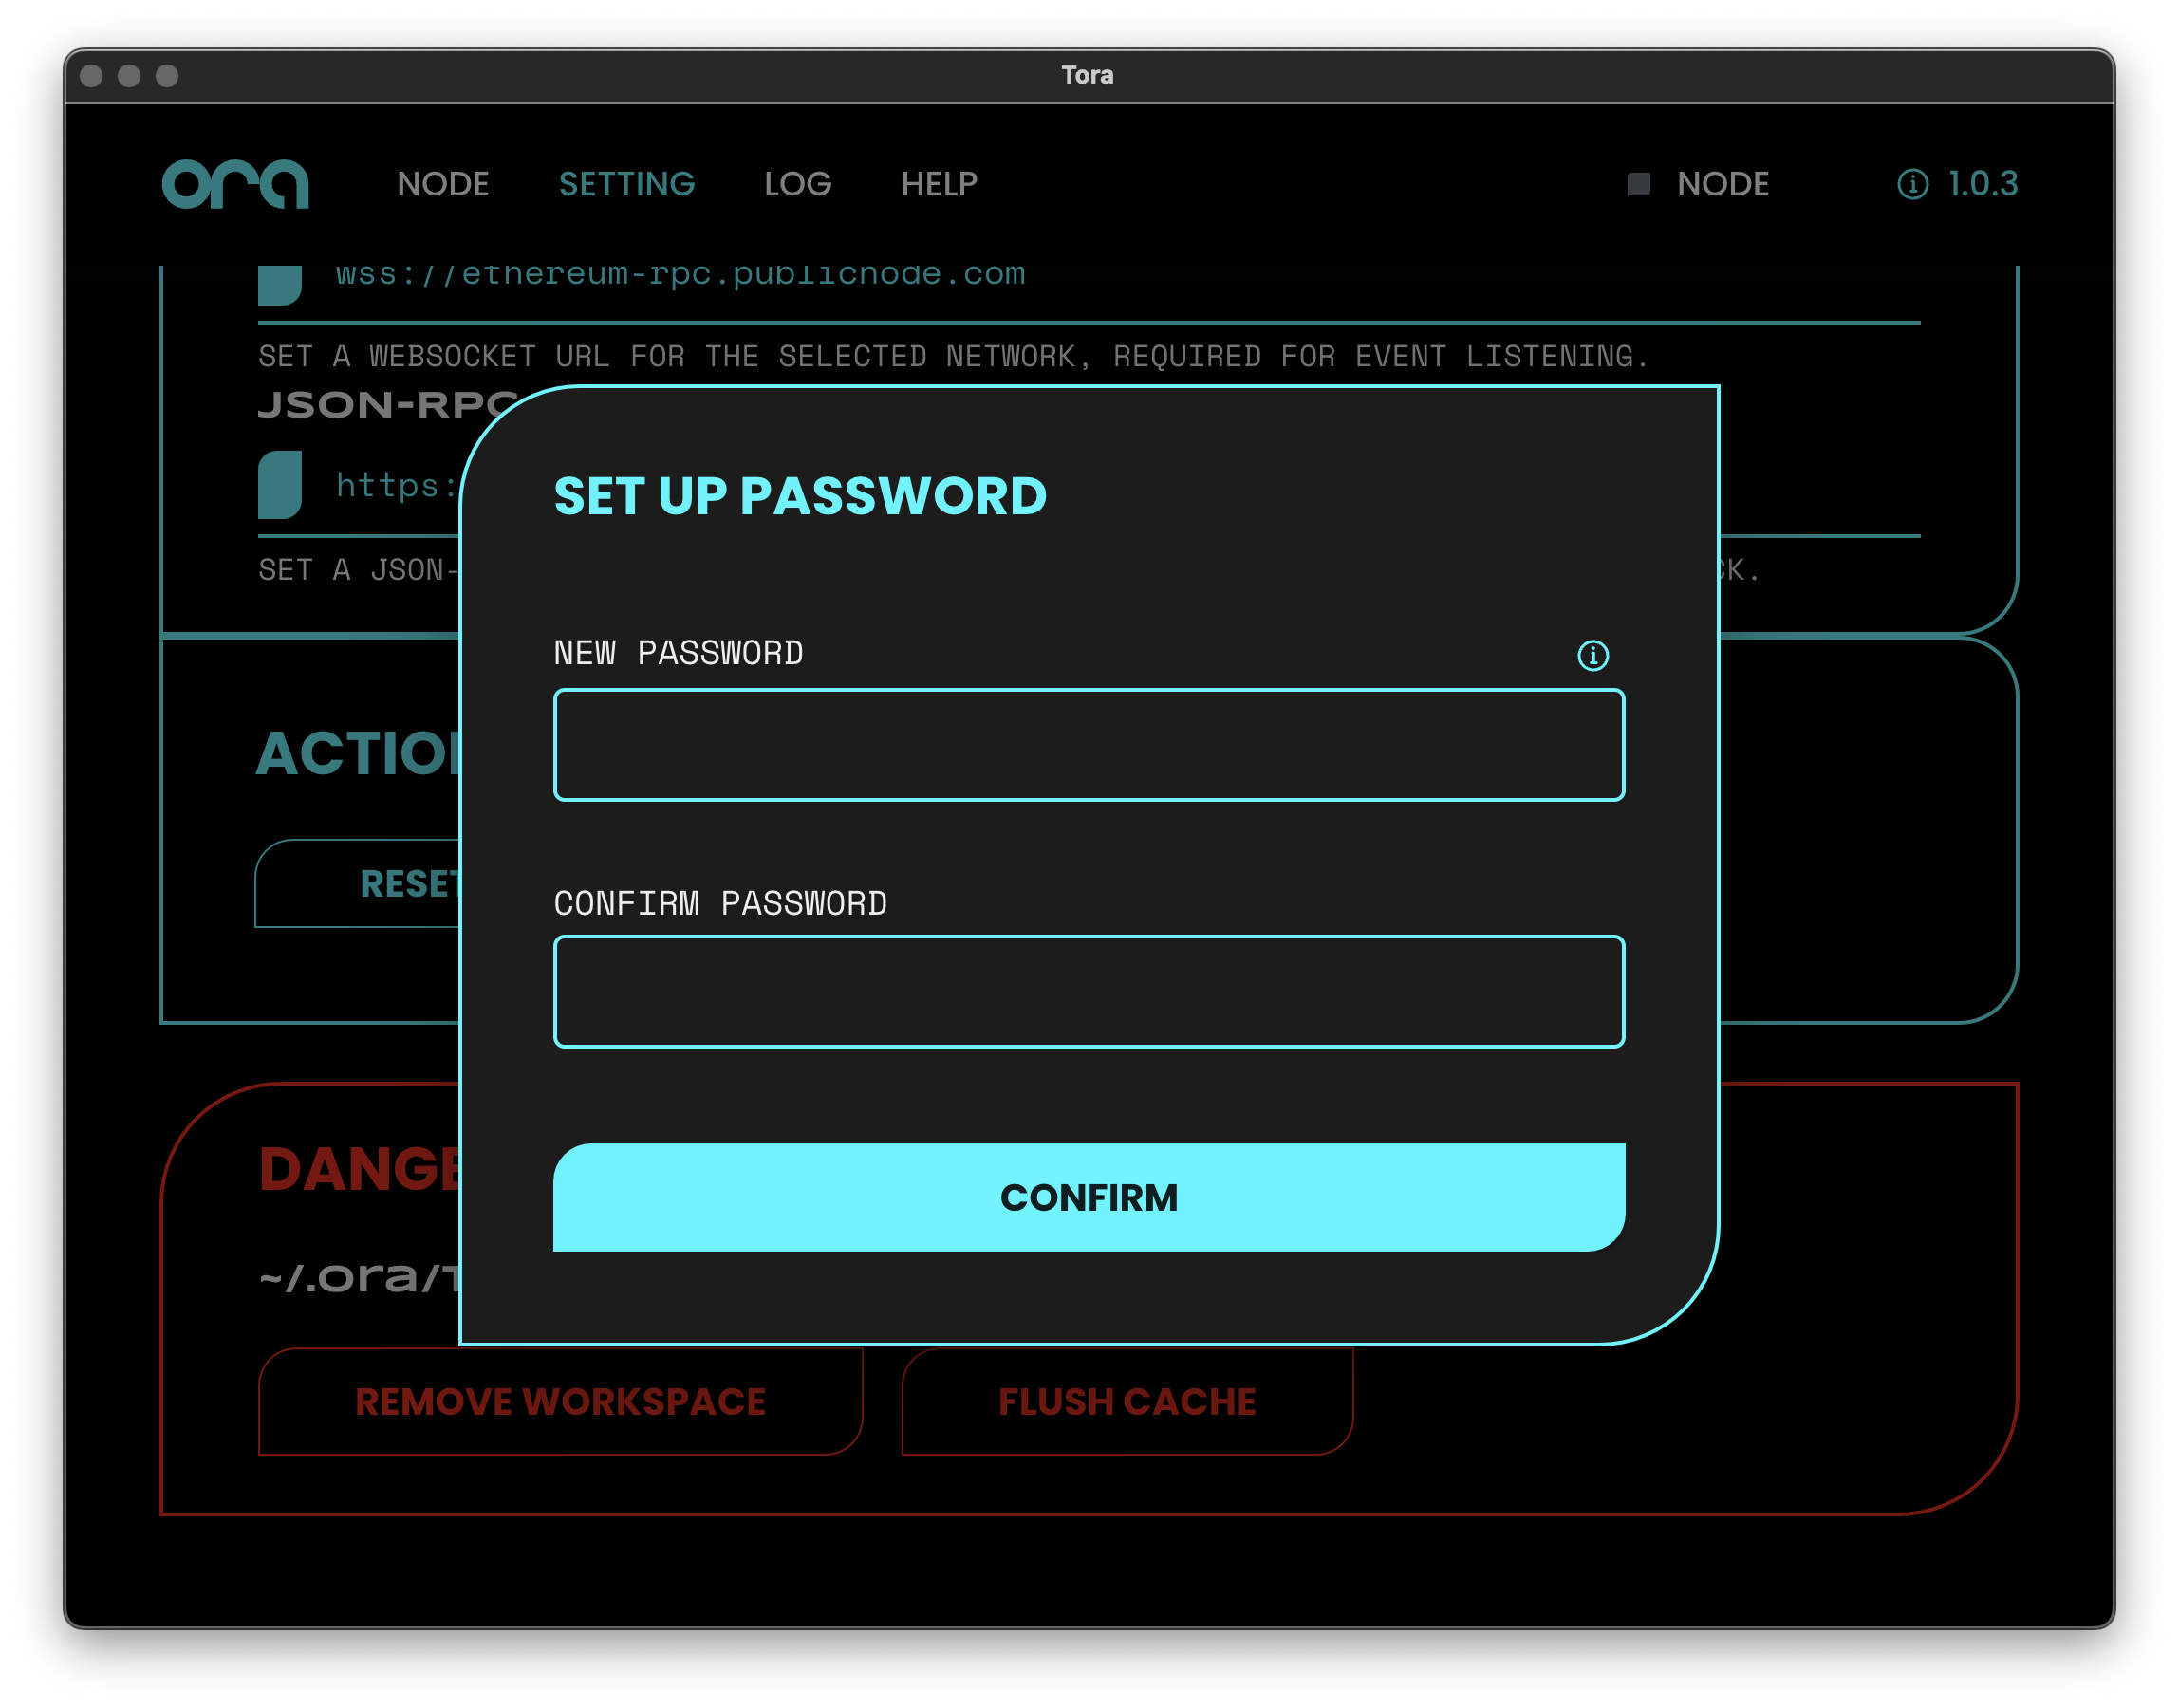 Tora
ora
NODE SETTING LOG HELP NODE 1.0.3
wss://ethereum-rpc.publicnode.com
SET A WEBSOCKET URL FOR THE SELECTED NETWORK, REQUIRED FOR EVENT LISTENING.
JSON-RPC
https:
SET A JSON-
CK.
SET UP PASSWORD
NEW PASSWORD
CONFIRM PASSWORD
CONFIRM
ACTION
RESET
DANGE
~/.ora/
REMOVE WORKSPACE FLUSH CACHE